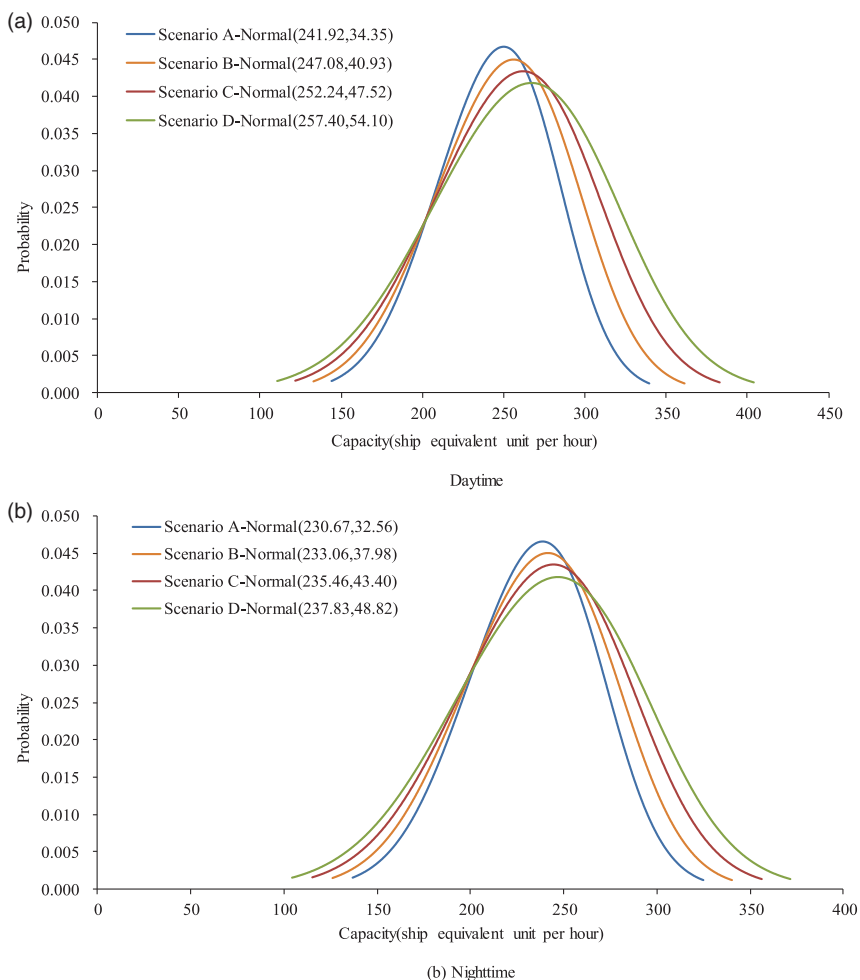 (a)
0.050
0.045
0.040
0.035
0.030
0.025
0.020
0.015
0.010
0.005
0.000
Probability
Scenario A-Normal(241.92,34.35)
Scenario B-Normal(247.08,40.93)
Scenario C-Normal(252.24,47.52)
Scenario D-Normal(257.40,54.10)
0 50 100 150 200 250 300 350 400 450
Capacity(ship equivalent unit per hour)
Daytime
(b)
0.050
0.045
0.040
0.035
0.030
0.025
0.020
0.015
0.010
0.005
0.000
Probability
Scenario A-Normal(230.67,32.56)
Scenario B-Normal(233.06,37.98)
Scenario C-Normal(235.46,43.40)
Scenario D-Normal(237.83,48.82)
0 50 100 150 200 250 300 350 400
Capacity(ship equivalent unit per hour)
(b) Nighttime